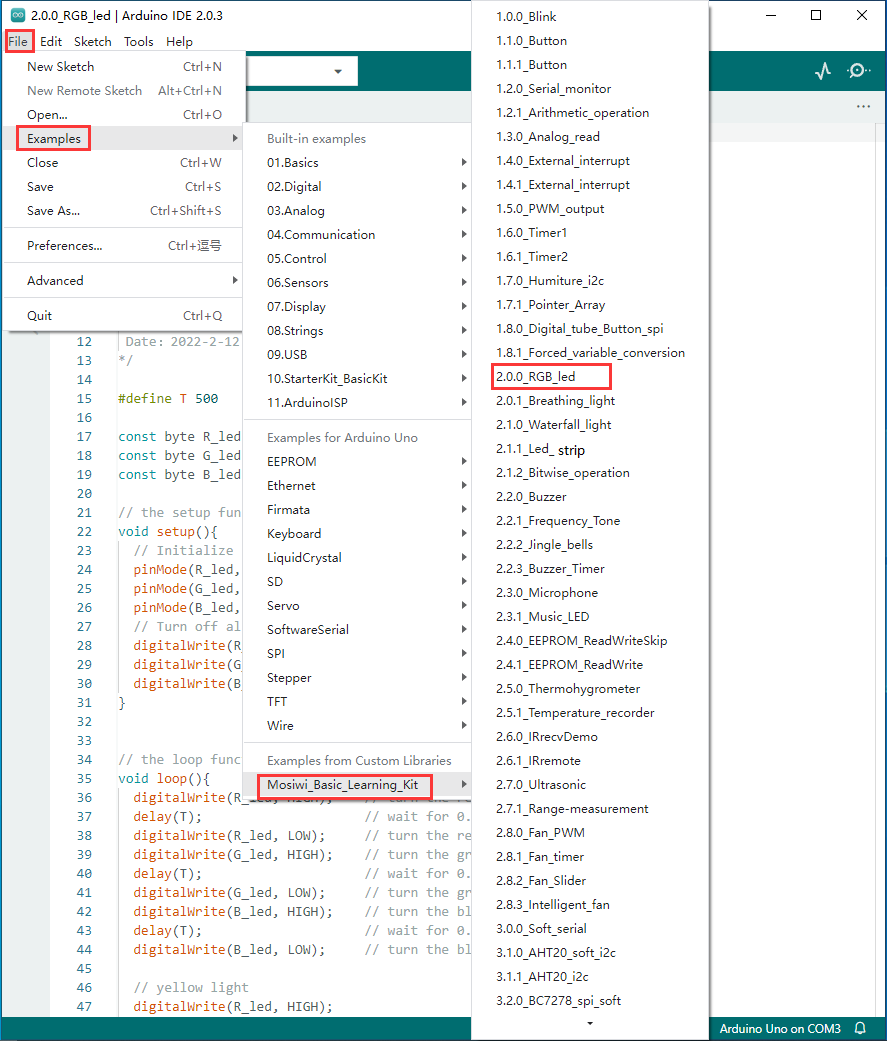 2.0.0_RGB_led | Arduino IDE 2.0.3
File Edit Sketch Tools Help
New Sketch Ctrl+N
New Remote Sketch Alt+Ctrl+N
Open... Ctrl+O
Examples
Close Ctrl+W
Save Ctrl+S
Save As... Ctrl+Shift+S
Preferences... Ctrl+逗号
Advanced
Quit Ctrl+Q
Built-in examples
01.Basics
02.Digital
03.Analog
04.Communication
05.Control
06.Sensors
07.Display
08.Strings
09.USB
10.StarterKit_BasicKit
11.ArduinoISP
Examples for Arduino Uno
EEPROM
Ethernet
Firmata
Keyboard
LiquidCrystal
SD
Servo
SoftwareSerial
SPI
Stepper
TFT
Wire
Examples from Custom Libraries
Mosiwi_Basic_Learning_Kit
1.0.0_Blink
1.1.0_Button
1.1.1_Button
1.2.0_Serial_monitor
1.2.1_Arithmetic_operation
1.3.0_Analog_read
1.4.0_External_interrupt
1.4.1_External_interrupt
1.5.0_PWM_output
1.6.0_Timer1
1.6.1_Timer2
1.7.0_Humiture_i2c
1.7.1_Pointer_Array
1.8.0_Digital_tube_Button_spi
1.8.1_Forced_variable_conversion
2.0.0_RGB_led
2.0.1_Breathing_light
2.1.0_Waterfall_light
2.1.1_Led_ strip
2.1.2_Bitwise_operation
2.2.0_Buzzer
2.2.1_Frequency_Tone
2.2.2_Jingle_bells
2.2.3_Buzzer_Timer
2.3.0_Microphone
2.3.1_Music_LED
2.4.0_EEPROM_ReadWriteSkip
2.4.1_EEPROM_ReadWrite
2.5.0_Thermohygrometer
2.5.1_Temperature_recorder
2.6.0_IRrecvDemo
2.6.1_IRremote
2.7.0_Ultrasonic
2.7.1_Range-measurement
2.8.0_Fan_PWM
2.8.1_Fan_timer
2.8.2_Fan_Slider
2.8.3_Intelligent_fan
3.0.0_Soft_serial
3.1.0_AHT20_soft_i2c
3.1.1_AHT20_i2c
3.2.0_BC7278_spi_soft
12 Date: 2022-2-12
13 */
14
15 #define T 500
16
17 const byte R_led
18 const byte G_led
19 const byte B_led
20
21 // the setup fun
22 void setup(){
23 // Initialize
24 pinMode(R_led,
25 pinMode(G_led,
26 pinMode(B_led,
27 // Turn off al
28 digitalWrite(R
29 digitalWrite(G
30 digitalWrite(B_
31 }
32
33
34 // the loop func
35 void loop(){
36 digitalWrite(R_led, HIGH); // turn the re
37 delay(T); // wait for 0.
38 digitalWrite(R_led, LOW); // turn the re
39 digitalWrite(G_led, HIGH); // turn the gr
40 delay(T); // wait for 0.
41 digitalWrite(G_led, LOW); // turn the gr
42 digitalWrite(B_led, HIGH); // turn the bl
43 delay(T); // wait for 0.
44 digitalWrite(B_led, LOW); // turn the bl
45
46 // yellow light
47 digitalWrite(R_led, HIGH);
Arduino Uno on COM3